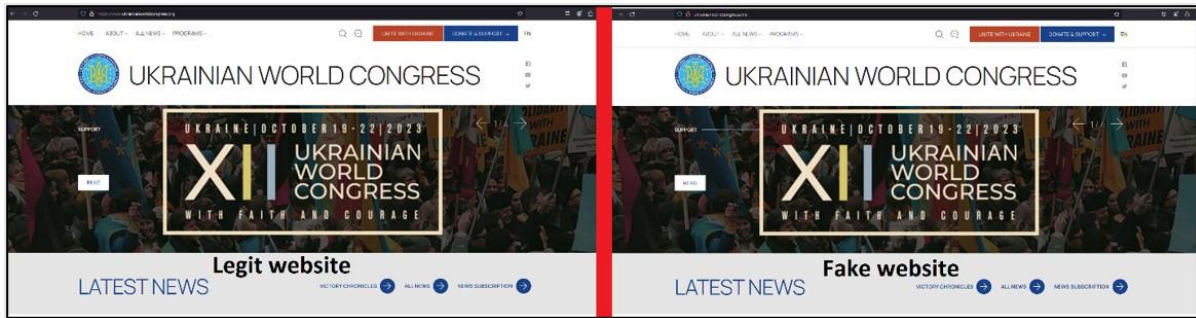 https://www.ukrainianworldcongress.org
HOME ABOUT ALL NEWS PROGRAMS
UNITE WITH UKRAINE DONATE & SUPPORT EN
UKRAINIAN WORLD CONGRESS
SUPPORT
UKRAINE|OCTOBER 19-22|2023
XII UKRAINIAN
WORLD
CONGRESS
WITH FAITH AND COURAGE
Legit website
LATEST NEWS
VICTORY CHRONICLES ALL NEWS NEWS SUBSCRIPTION
HOME ABOUT ALL NEWS PROGRAMS
UNITE WITH UKRAINE DONATE & SUPPORT EN
UKRAINIAN WORLD CONGRESS
SUPPORT
UKRAINE|OCTOBER 19-22|2023
XII UKRAINIAN
WORLD
CONGRESS
WITH FAITH AND COURAGE
Fake website
LATEST NEWS
VICTORY CHRONICLES ALL NEWS NEWS SUBSCRIPTION